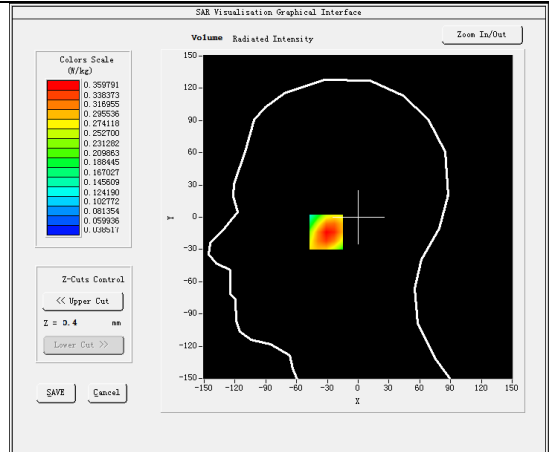 SAR Visualisation Graphical Interface
Volume Radiated Intensity
Zoom In/Out
Colors Scale
(W/kg)
0.359791
0.338373
0.316955
0.295536
0.274118
0.252700
0.231282
0.209863
0.188445
0.167027
0.145609
0.124190
0.102772
0.081354
0.059936
0.038517
150
120
90
60
30
0
-30
-60
-90
-120
-150
Y
-150 -120 -90 -60 -30 0 30 60 90 120 150
X
Z-Cuts Control
<< Upper Cut
Z = 0.4 mm
Lower Cut >>
SAVE Cancel